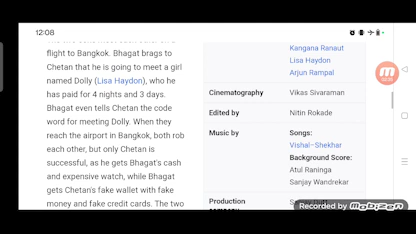 12:08
flight to Bangkok. Bhagat brags to
Chetan that he is going to meet a girl
named Dolly (Lisa Haydon), who he
has paid for 4 nights and 3 days.
Bhagat even tells Chetan the code
word for meeting Dolly. When they
reach the airport in Bangkok, both rob
each other, but only Chetan is
successful, as he gets Bhagat's cash
and expensive watch, while Bhagat
gets Chetan's fake wallet with fake
money and fake credit cards. The two
Kangana Ranaut
Lisa Haydon
Arjun Rampal
Cinematography Vikas Sivaraman
Edited by Nitin Rokade
Music by Songs:
Vishal–Shekhar
Background Score:
Atul Raninga
Sanjay Wandrekar
Production
Recorded by Mobizen